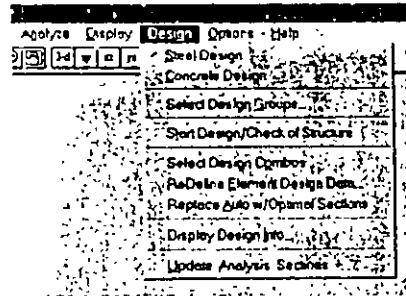 Analyze Display Design Options Help
Steel Design
Concrete Design
Select Design Groups...
Start Design/Check of Structure
Select Design Combos...
ReDefine Element Design Data...
Replace Auto w/Optimal Sections
Display Design Info...
Update Analysis Sections